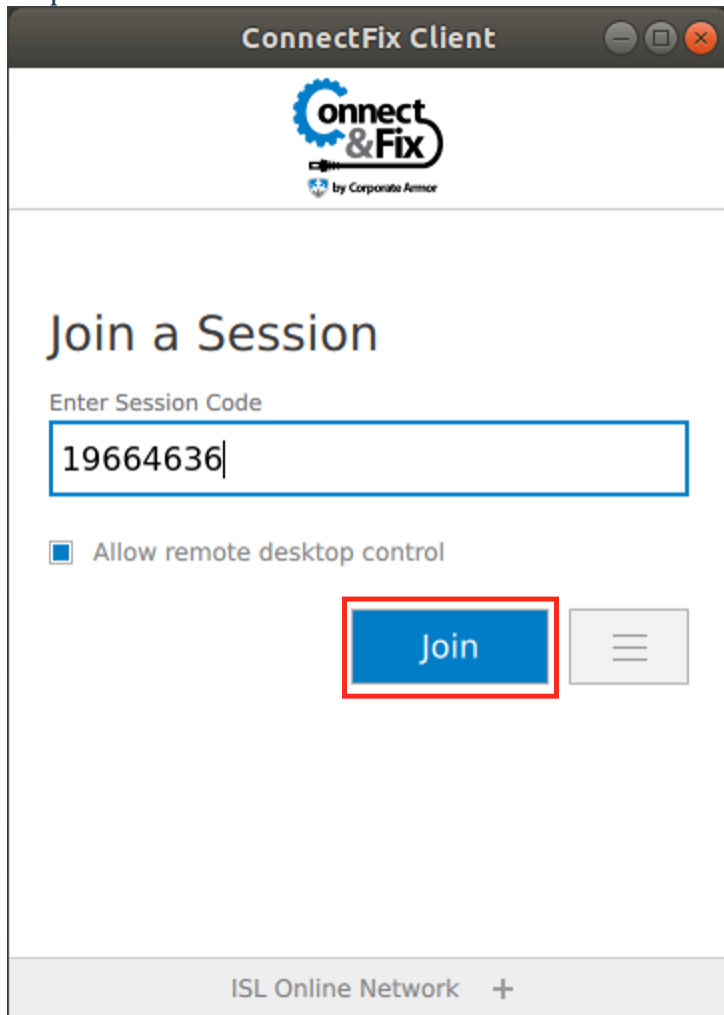 ConnectFix Client
Connect
&Fix
by Corporate Armor
Join a Session
Enter Session Code
19664636
Allow remote desktop control
Join
ISL Online Network +